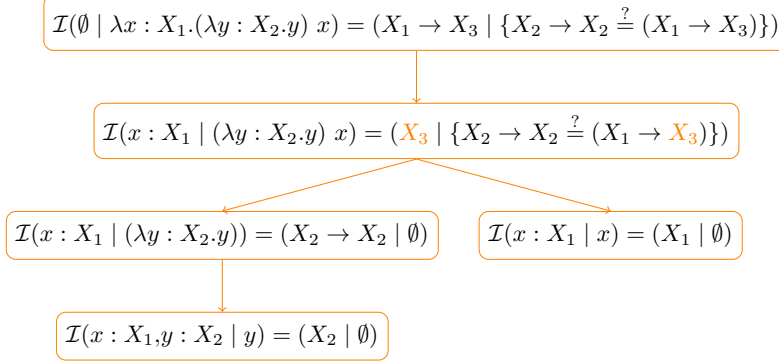 ℐ(∅ | λx : X₁.(λy : X₂.y) x) = (X₁ → X₃ | {X₂ → X₂ ≟ (X₁ → X₃)})
ℐ(x : X₁ | (λy : X₂.y) x) = (X₃ | {X₂ → X₂ ≟ (X₁ → X₃)})
ℐ(x : X₁ | (λy : X₂.y)) = (X₂ → X₂ | ∅)
ℐ(x : X₁ | x) = (X₁ | ∅)
ℐ(x : X₁,y : X₂ | y) = (X₂ | ∅)